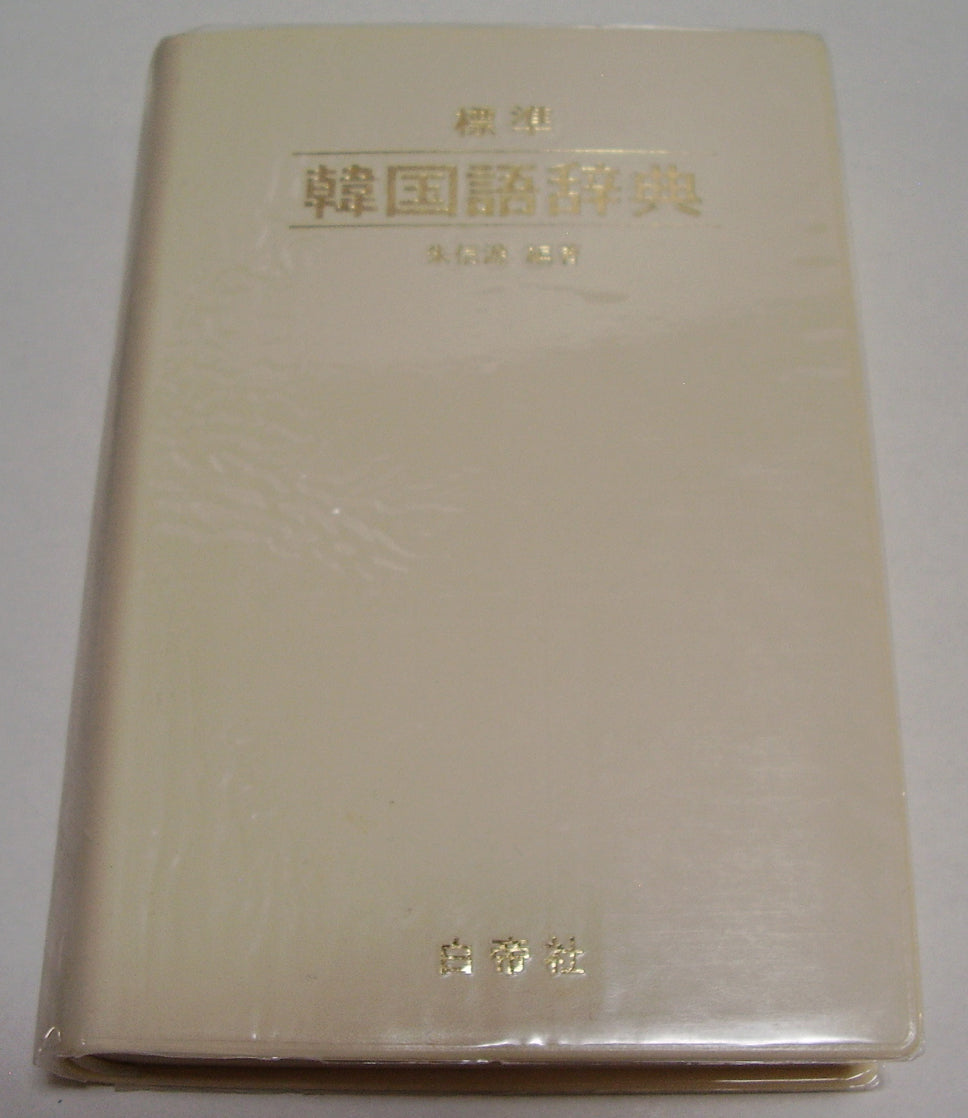 標準
韓国語辞典
朱信源 編著
白帝社